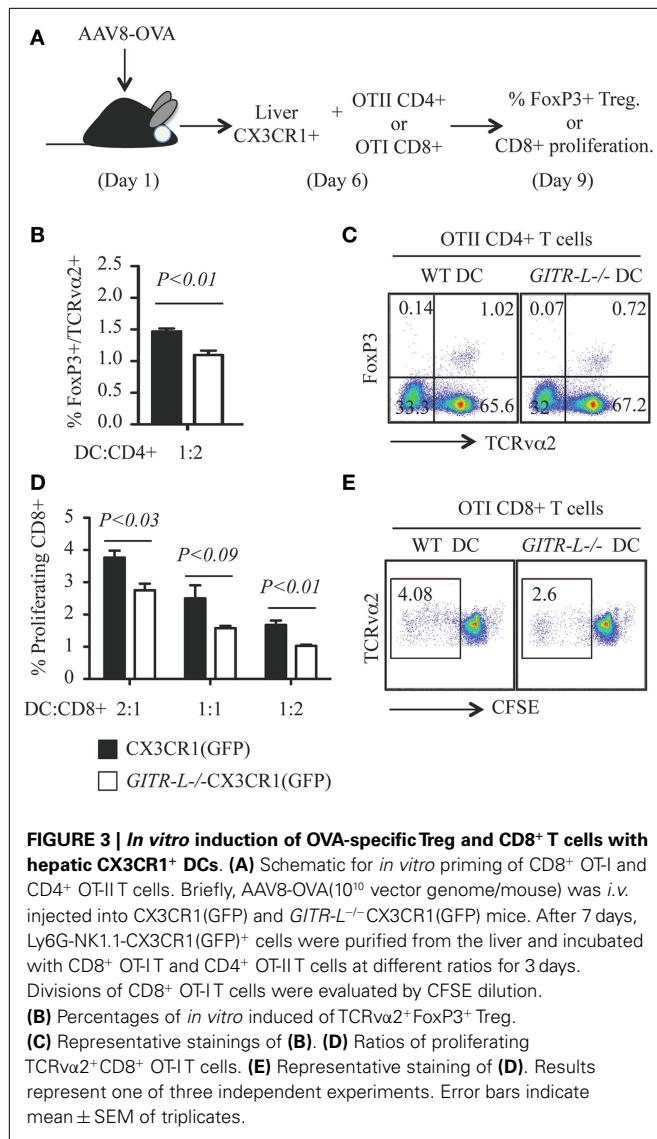 A
AAV8-OVA
Liver
CX3CR1+
+ OTII CD4+
or
OTI CD8+
% FoxP3+ Treg.
or
CD8+ proliferation.
(Day 1)
(Day 6)
(Day 9)
B
% FoxP3+/TCRvα2+
2.5
2.0
1.5
1.0
0.5
0.0
P<0.01
DC:CD4+ 1:2
C
OTII CD4+ T cells
WT DC
GITR-L-/- DC
FoxP3
0.14
1.02
0.07
0.72
33.3
65.6
32
67.2
TCRvα2
D
% Proliferating CD8+
5
4
3
2
1
0
P<0.03
P<0.09
P<0.01
DC:CD8+ 2:1 1:1 1:2
CX3CR1(GFP)
GITR-L-/-CX3CR1(GFP)
E
OTI CD8+ T cells
WT DC
GITR-L-/- DC
TCRvα2
4.08
2.6
CFSE
FIGURE 3 | In vitro induction of OVA-specific Treg and CD8⁺ T cells with
hepatic CX3CR1⁺ DCs. (A) Schematic for in vitro priming of CD8⁺ OT-I and
CD4⁺ OT-II T cells. Briefly, AAV8-OVA(10¹⁰ vector genome/mouse) was i.v.
injected into CX3CR1(GFP) and GITR-L⁻/⁻CX3CR1(GFP) mice. After 7 days,
Ly6G-NK1.1-CX3CR1(GFP)⁺ cells were purified from the liver and incubated
with CD8⁺ OT-I T and CD4⁺ OT-II T cells at different ratios for 3 days.
Divisions of CD8⁺ OT-I T cells were evaluated by CFSE dilution.
(B) Percentages of in vitro induced of TCRvα2⁺FoxP3⁺ Treg.
(C) Representative stainings of (B). (D) Ratios of proliferating
TCRvα2⁺CD8⁺ OT-I T cells. (E) Representative staining of (D). Results
represent one of three independent experiments. Error bars indicate
mean ± SEM of triplicates.